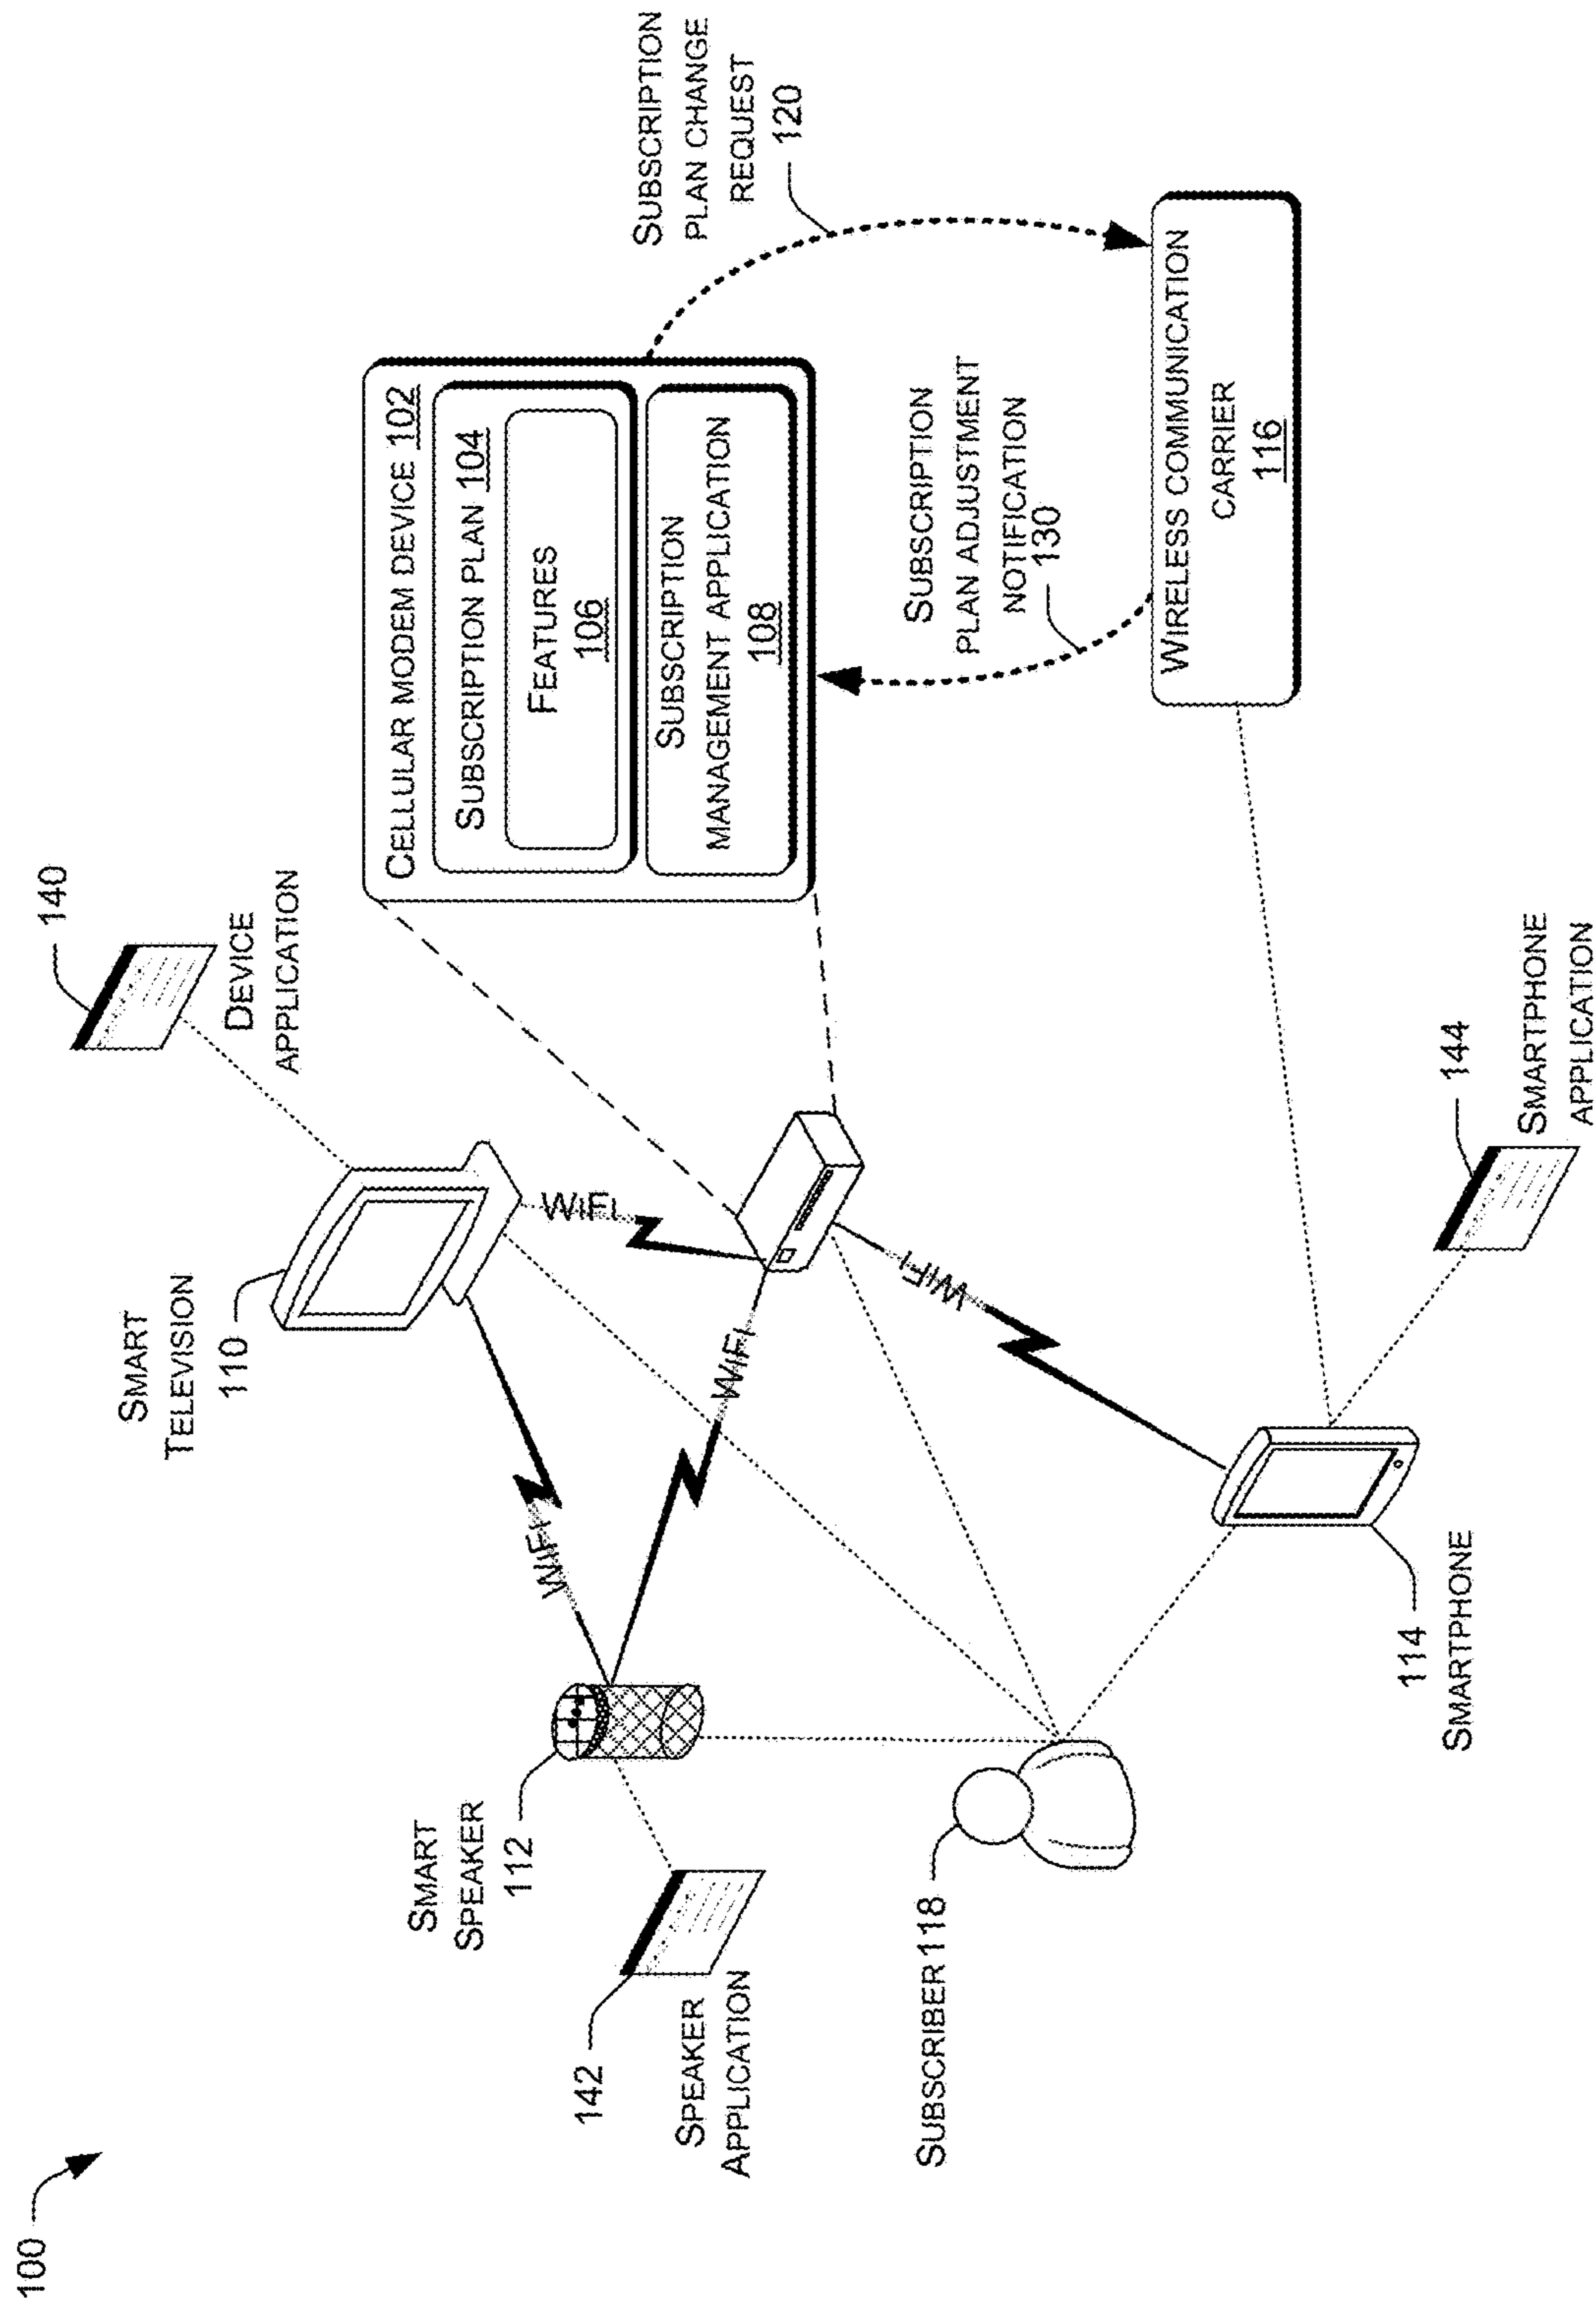 100
SMART
TELEVISION
110
140
DEVICE
APPLICATION
SMART
SPEAKER
112
142
SPEAKER
APPLICATION
WIFI
WIFI
WIFI
WIFI
CELLULAR MODEM DEVICE 102
SUBSCRIPTION PLAN 104
FEATURES
106
SUBSCRIPTION
MANAGEMENT APPLICATION
108
SUBSCRIPTION
PLAN CHANGE
REQUEST
120
SUBSCRIPTION
PLAN ADJUSTMENT
NOTIFICATION
130
SUBSCRIBER 118
WIRELESS COMMUNICATION
CARRIER
116
114
SMARTPHONE
144
SMARTPHONE
APPLICATION